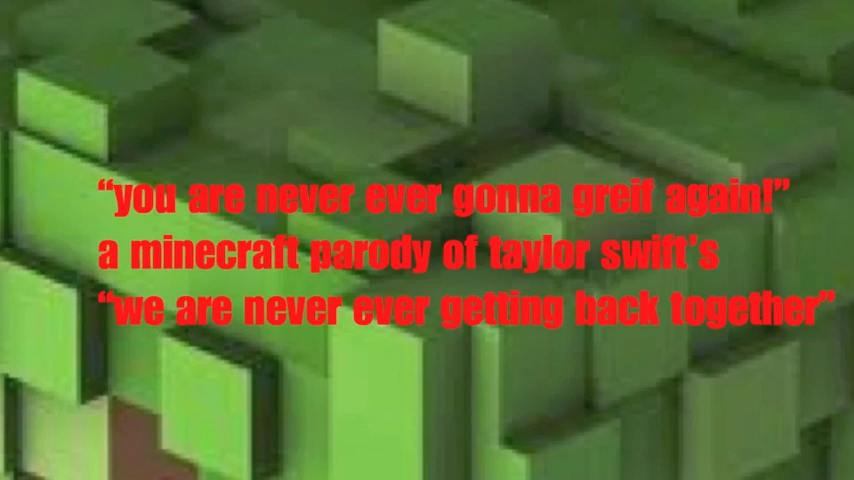 “you are never ever gonna greif again!”
a minecraft parody of taylor swift’s
“we are never ever getting back together”